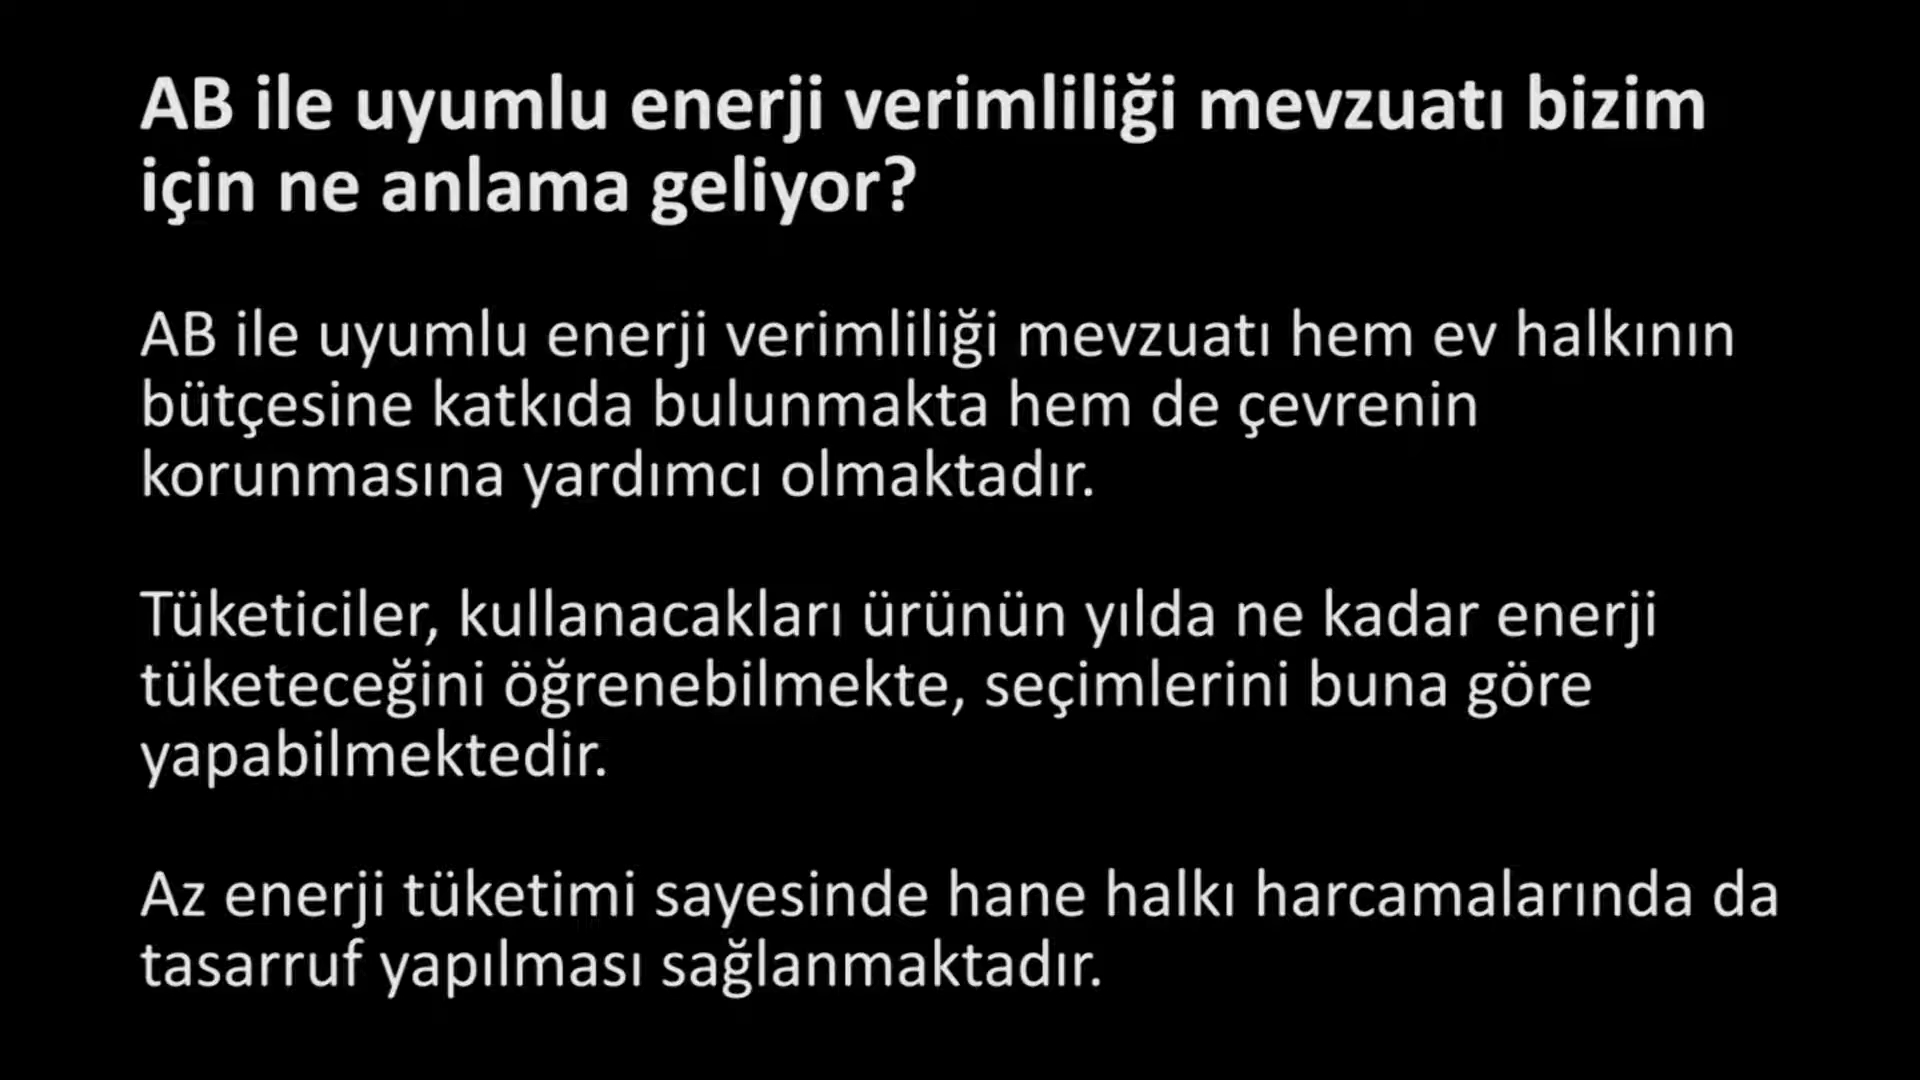 AB ile uyumlu enerji verimliliği mevzuatı bizim
için ne anlama geliyor?
AB ile uyumlu enerji verimliliği mevzuatı hem ev halkının
bütçesine katkıda bulunmakta hem de çevrenin
korunmasına yardımcı olmaktadır.
Tüketiciler, kullanacakları ürünün yılda ne kadar enerji
tüketeceğini öğrenebilmekte, seçimlerini buna göre
yapabilmektedir.
Az enerji tüketimi sayesinde hane halkı harcamalarında da
tasarruf yapılması sağlanmaktadır.